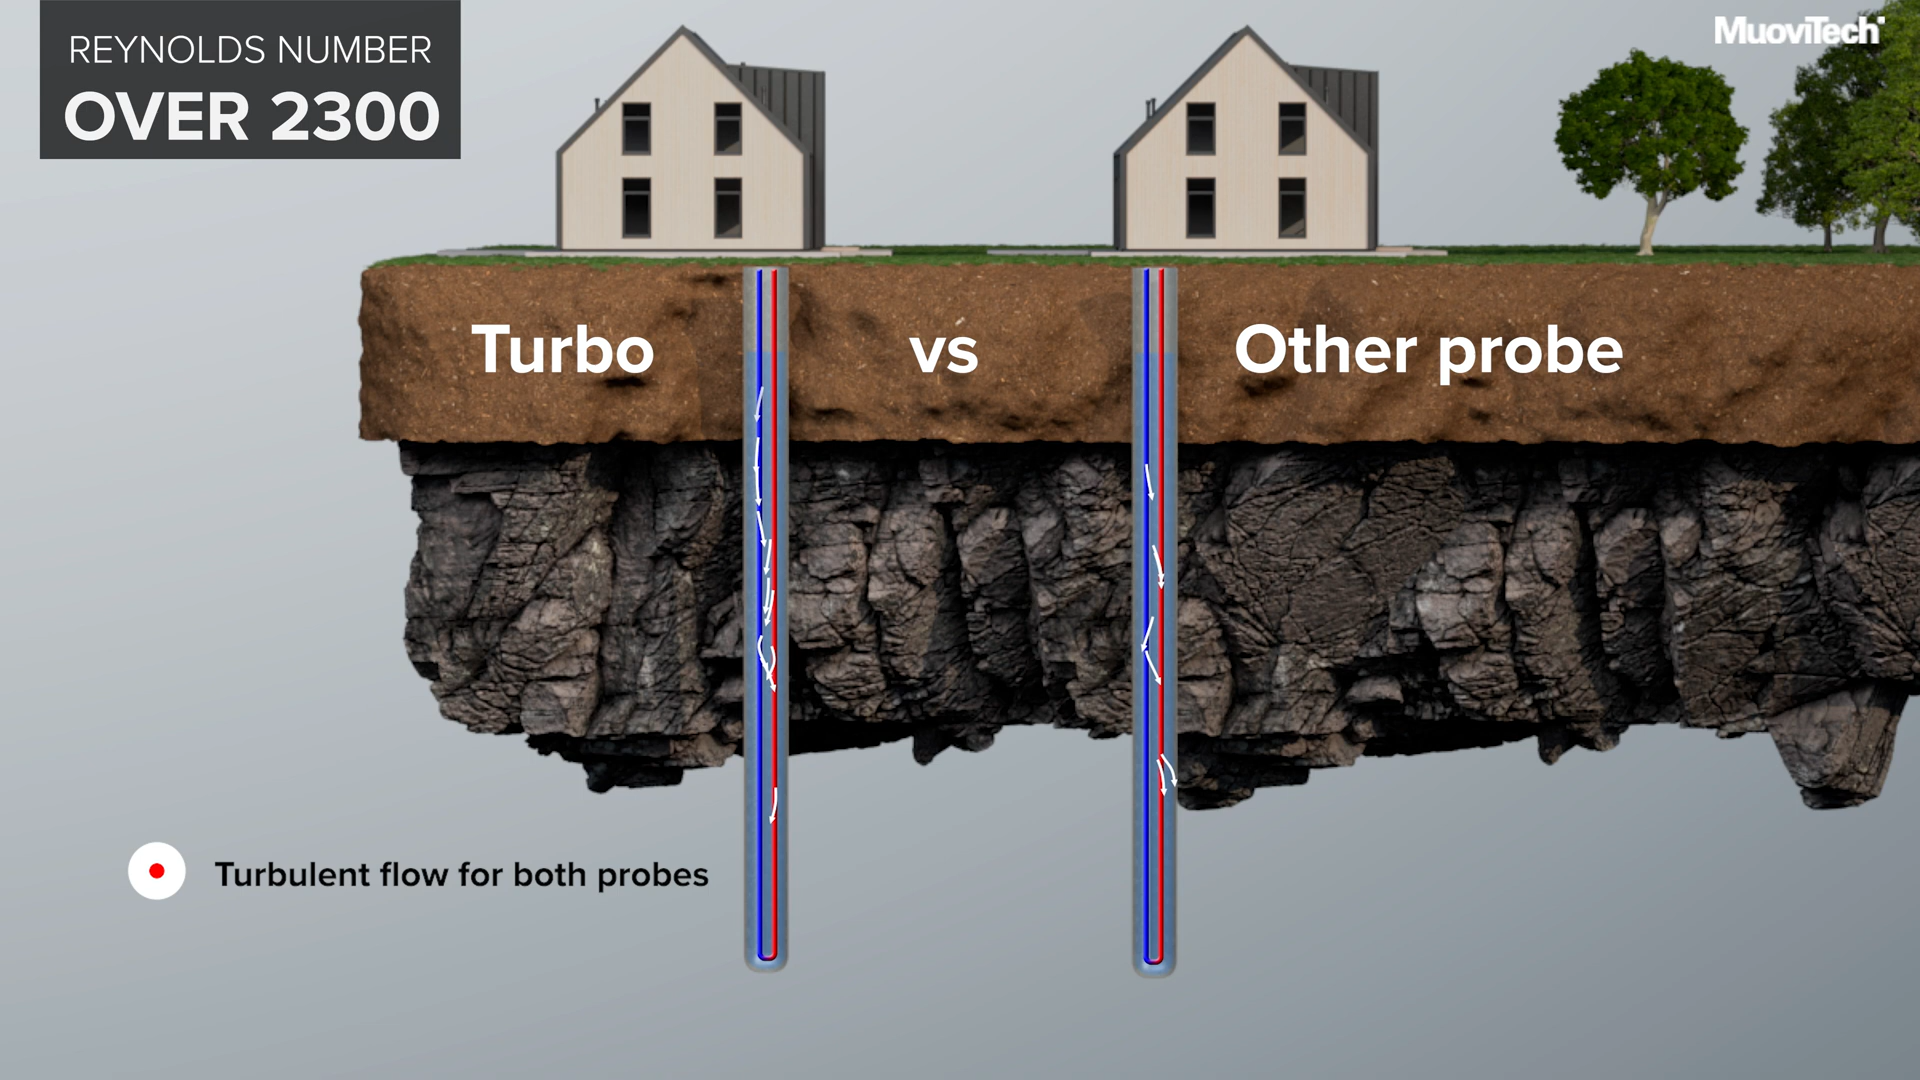 REYNOLDS NUMBER
OVER 2300
MuoviTech
Turbo
vs
Other probe
Turbulent flow for both probes